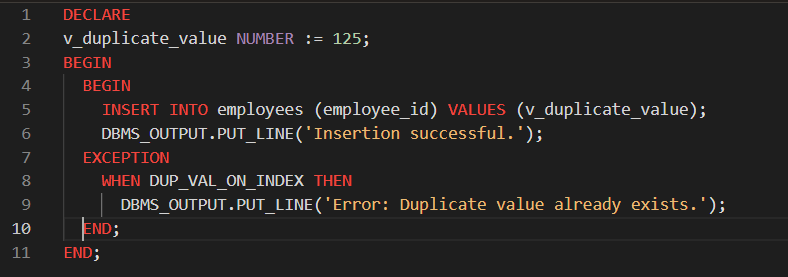 1 DECLARE
2 v_duplicate_value NUMBER := 125;
3 BEGIN
4 BEGIN
5 INSERT INTO employees (employee_id) VALUES (v_duplicate_value);
6 DBMS_OUTPUT.PUT_LINE('Insertion successful.');
7 EXCEPTION
8 WHEN DUP_VAL_ON_INDEX THEN
9 DBMS_OUTPUT.PUT_LINE('Error: Duplicate value already exists.');
10 END;
11 END;